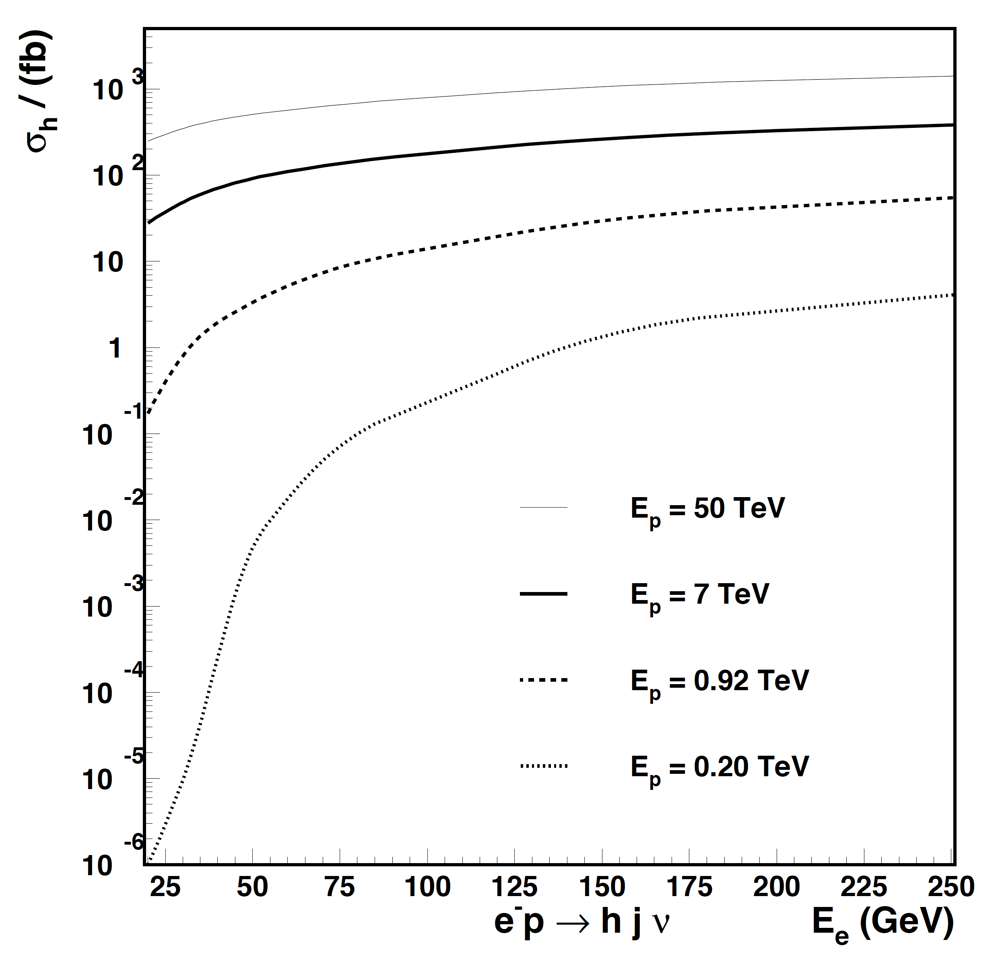 σh / (fb)
10 3
10 2
10
1
10 -1
10 -2
10 -3
10 -4
10 -5
10 -6
Ep = 50 TeV
Ep = 7 TeV
Ep = 0.92 TeV
Ep = 0.20 TeV
25 50 75 100 125 150 175 200 225 250
e-p → h j ν
Ee (GeV)